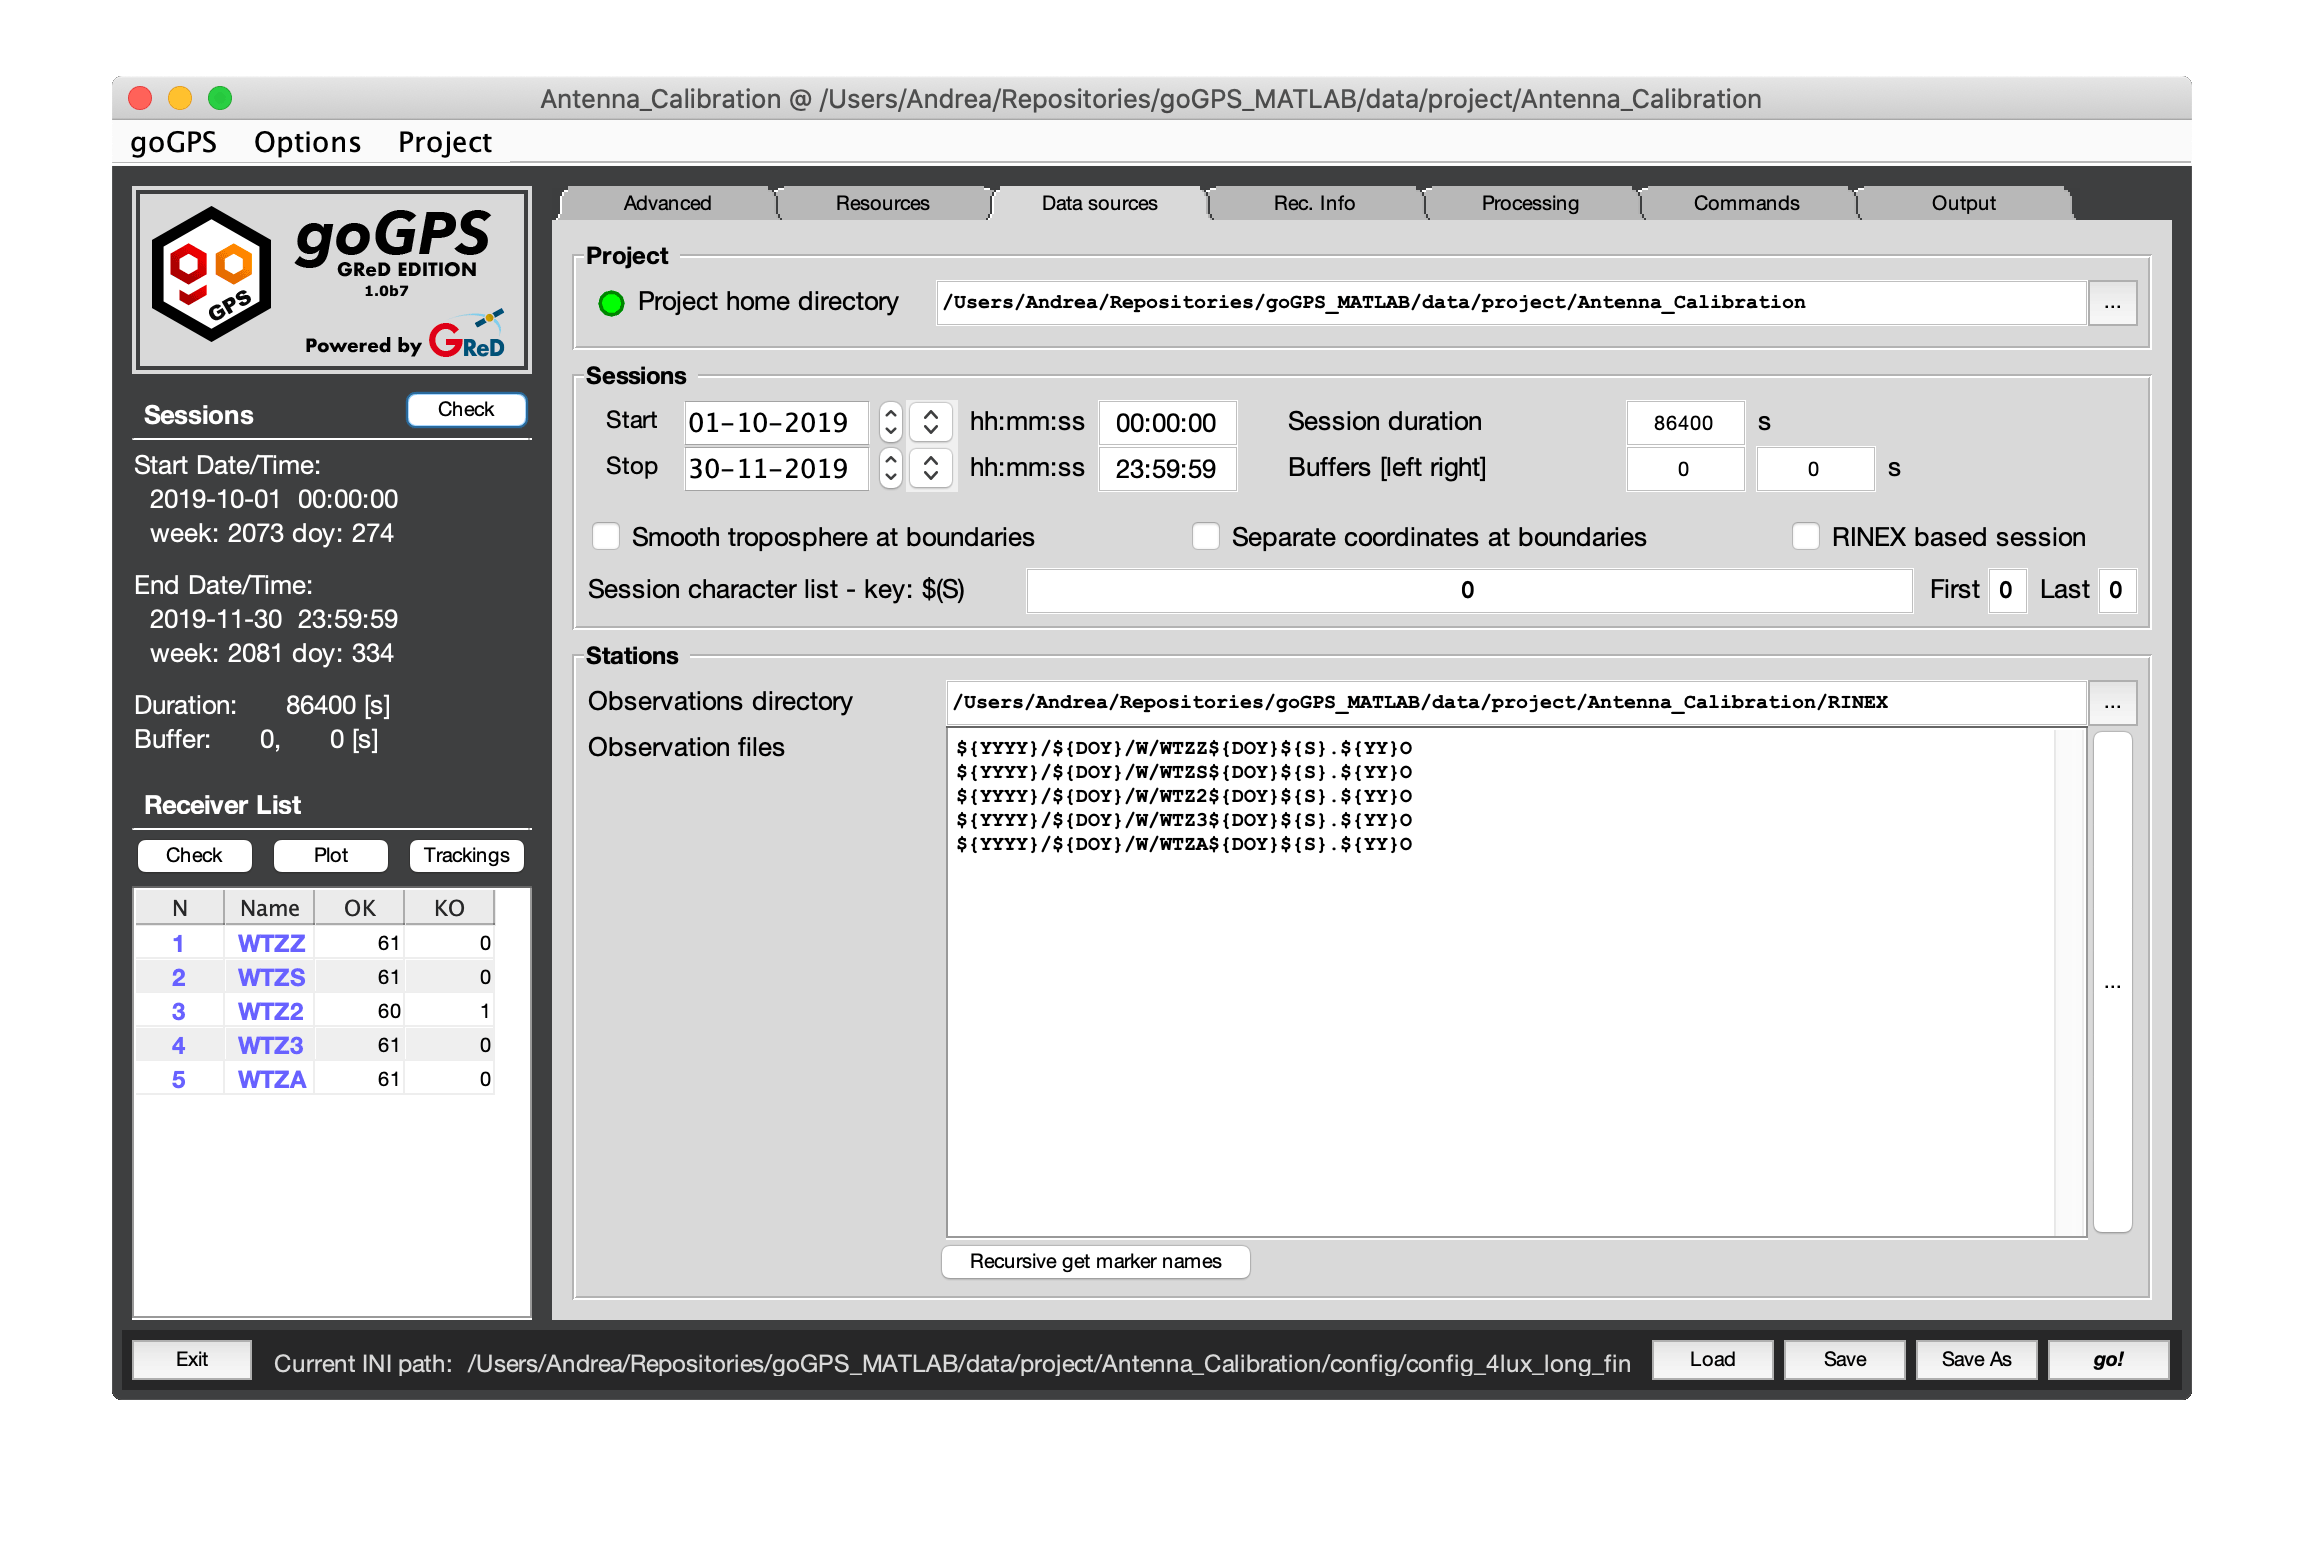 Antenna_Calibration @ /Users/Andrea/Repositories/goGPS_MATLAB/data/project/Antenna_Calibration
goGPS Options Project
go GPS
goGPS
GReD EDITION
1.0b7
Powered by GReD
Advanced Resources Data sources Rec. Info Processing Commands Output
Sessions Check
Start Date/Time:
2019-10-01 00:00:00
week: 2073 doy: 274
End Date/Time:
2019-11-30 23:59:59
week: 2081 doy: 334
Duration: 86400 [s]
Buffer: 0, 0 [s]
Receiver List
Check Plot Trackings
N Name OK KO
1 WTZZ 61 0
2 WTZS 61 0
3 WTZ2 60 1
4 WTZ3 61 0
5 WTZA 61 0
Project
Project home directory /Users/Andrea/Repositories/goGPS_MATLAB/data/project/Antenna_Calibration ...
Sessions
Start 01-10-2019 hh:mm:ss 00:00:00 Session duration 86400 s
Stop 30-11-2019 hh:mm:ss 23:59:59 Buffers [left right] 0 0 s
Smooth troposphere at boundaries Separate coordinates at boundaries RINEX based session
Session character list - key: $(S) 0 First 0 Last 0
Stations
Observations directory /Users/Andrea/Repositories/goGPS_MATLAB/data/project/Antenna_Calibration/RINEX ...
Observation files ${YYYY}/${DOY}/W/WTZZ${DOY}${S}.${YY}O
${YYYY}/${DOY}/W/WTZS${DOY}${S}.${YY}O
${YYYY}/${DOY}/W/WTZ2${DOY}${S}.${YY}O
${YYYY}/${DOY}/W/WTZ3${DOY}${S}.${YY}O
${YYYY}/${DOY}/W/WTZA${DOY}${S}.${YY}O
...
Recursive get marker names
Exit Current INI path: /Users/Andrea/Repositories/goGPS_MATLAB/data/project/Antenna_Calibration/config/config_4lux_long_fin Load Save Save As go!